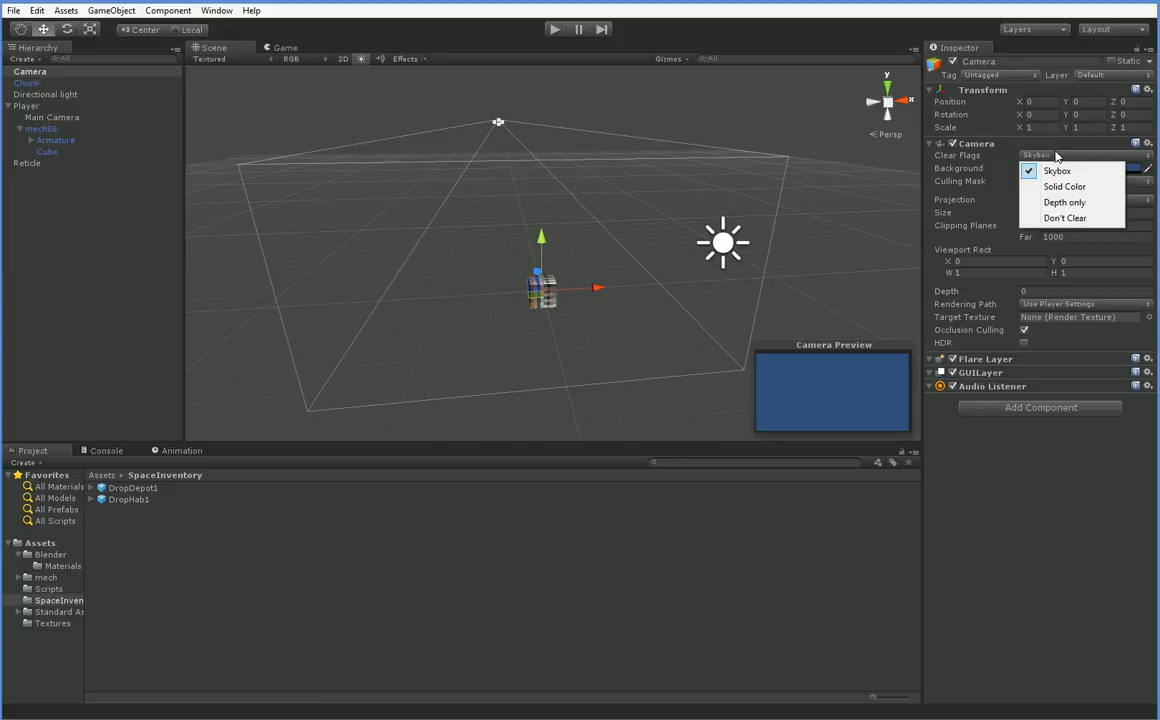 File Edit Assets GameObject Component Window Help
Center Local Layers Layout
Hierarchy
Create All
Camera
Chunk
Directional light
Player
Main Camera
mech06
Armature
Cube
Reticle
Scene Game
Textured RGB 2D Effects Gizmos All
y
x
Persp
Camera Preview
Inspector
Camera Static
Tag Untagged Layer Default
Transform
Position X 0 Y 0 Z 0
Rotation X 0 Y 0 Z 0
Scale X 1 Y 1 Z 1
Camera
Clear Flags Skybox
Background
Culling Mask
Projection
Size
Clipping Planes
Skybox
Solid Color
Depth only
Don't Clear
Far 1000
Viewport Rect
X 0 Y 0
W 1 H 1
Depth 0
Rendering Path Use Player Settings
Target Texture None (Render Texture)
Occlusion Culling
HDR
Flare Layer
GUILayer
Audio Listener
Add Component
Project Console Animation
Create
Favorites
All Materials
All Models
All Prefabs
All Scripts
Assets
Blender
Materials
mech
Scripts
SpaceInven
Standard As
Textures
Assets SpaceInventory
DropDepot1
DropHab1